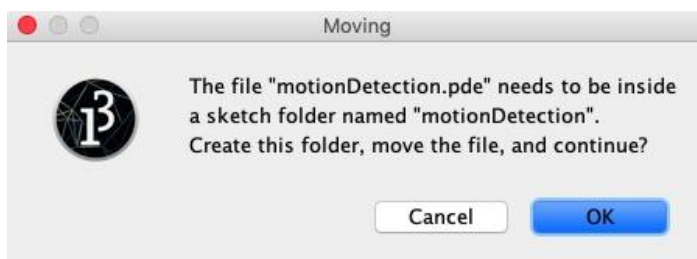 Moving
The file "motionDetection.pde" needs to be inside
a sketch folder named "motionDetection".
Create this folder, move the file, and continue?
3
Cancel
OK